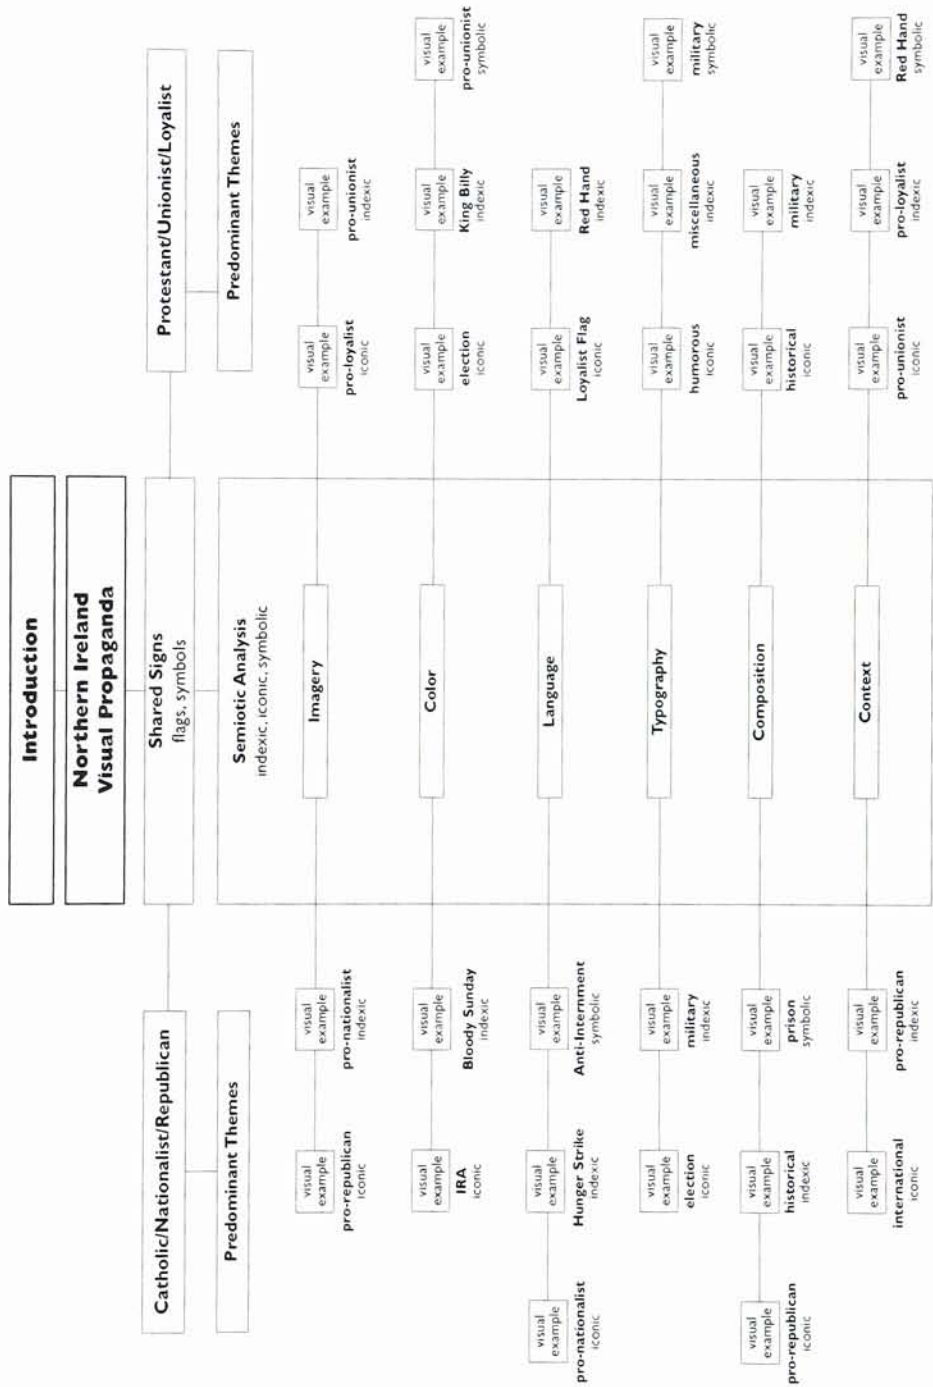 Introduction
Northern Ireland
Visual Propaganda
Catholic/Nationalist/Republican
Shared Signs
flags, symbols
Protestant/Unionist/Loyalist
Predominant Themes
Semiotic Analysis
indexic, iconic, symbolic
Predominant Themes
visual
example
pro-republican
iconic
visual
example
pro-nationalist
indexic
Imagery
visual
example
pro-loyalist
iconic
visual
example
pro-unionist
indexic
visual
example
IRA
iconic
visual
example
Bloody Sunday
indexic
Color
visual
example
election
iconic
visual
example
King Billy
indexic
visual
example
pro-unionist
symbolic
visual
example
pro-nationalist
iconic
visual
example
Hunger Strike
indexic
visual
example
Anti-Internment
symbolic
Language
visual
example
Loyalist Flag
iconic
visual
example
Red Hand
indexic
visual
example
election
iconic
visual
example
military
indexic
Typography
visual
example
humorous
iconic
visual
example
miscellaneous
indexic
visual
example
military
symbolic
visual
example
pro-republican
iconic
visual
example
historical
indexic
visual
example
prison
symbolic
Composition
visual
example
historical
iconic
visual
example
military
indexic
visual
example
international
iconic
visual
example
pro-republican
indexic
Context
visual
example
pro-unionist
iconic
visual
example
pro-loyalist
indexic
visual
example
Red Hand
symbolic